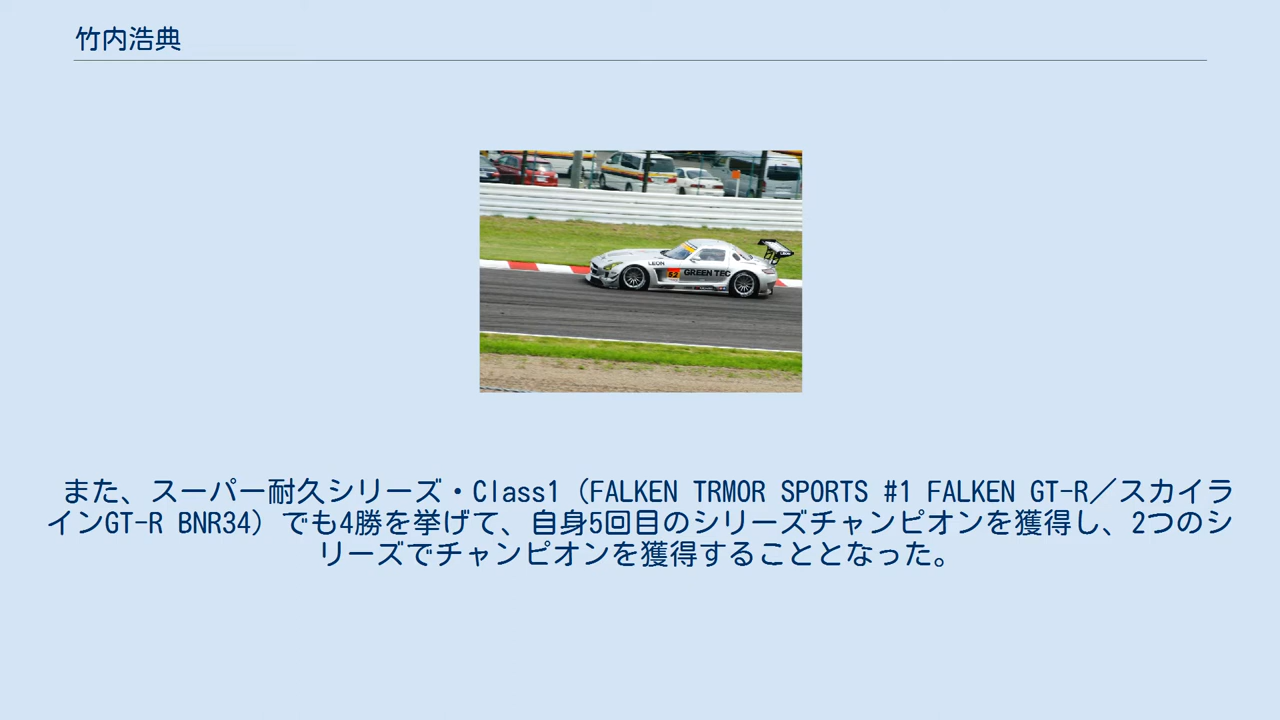 竹内浩典
LEON
52
GREEN TEC
また、スーパー耐久シリーズ・Class1（FALKEN TRMOR SPORTS #1 FALKEN GT-R／スカイラ
インGT-R BNR34）でも4勝を挙げて、自身5回目のシリーズチャンピオンを獲得し、2つのシ
リーズでチャンピオンを獲得することとなった。